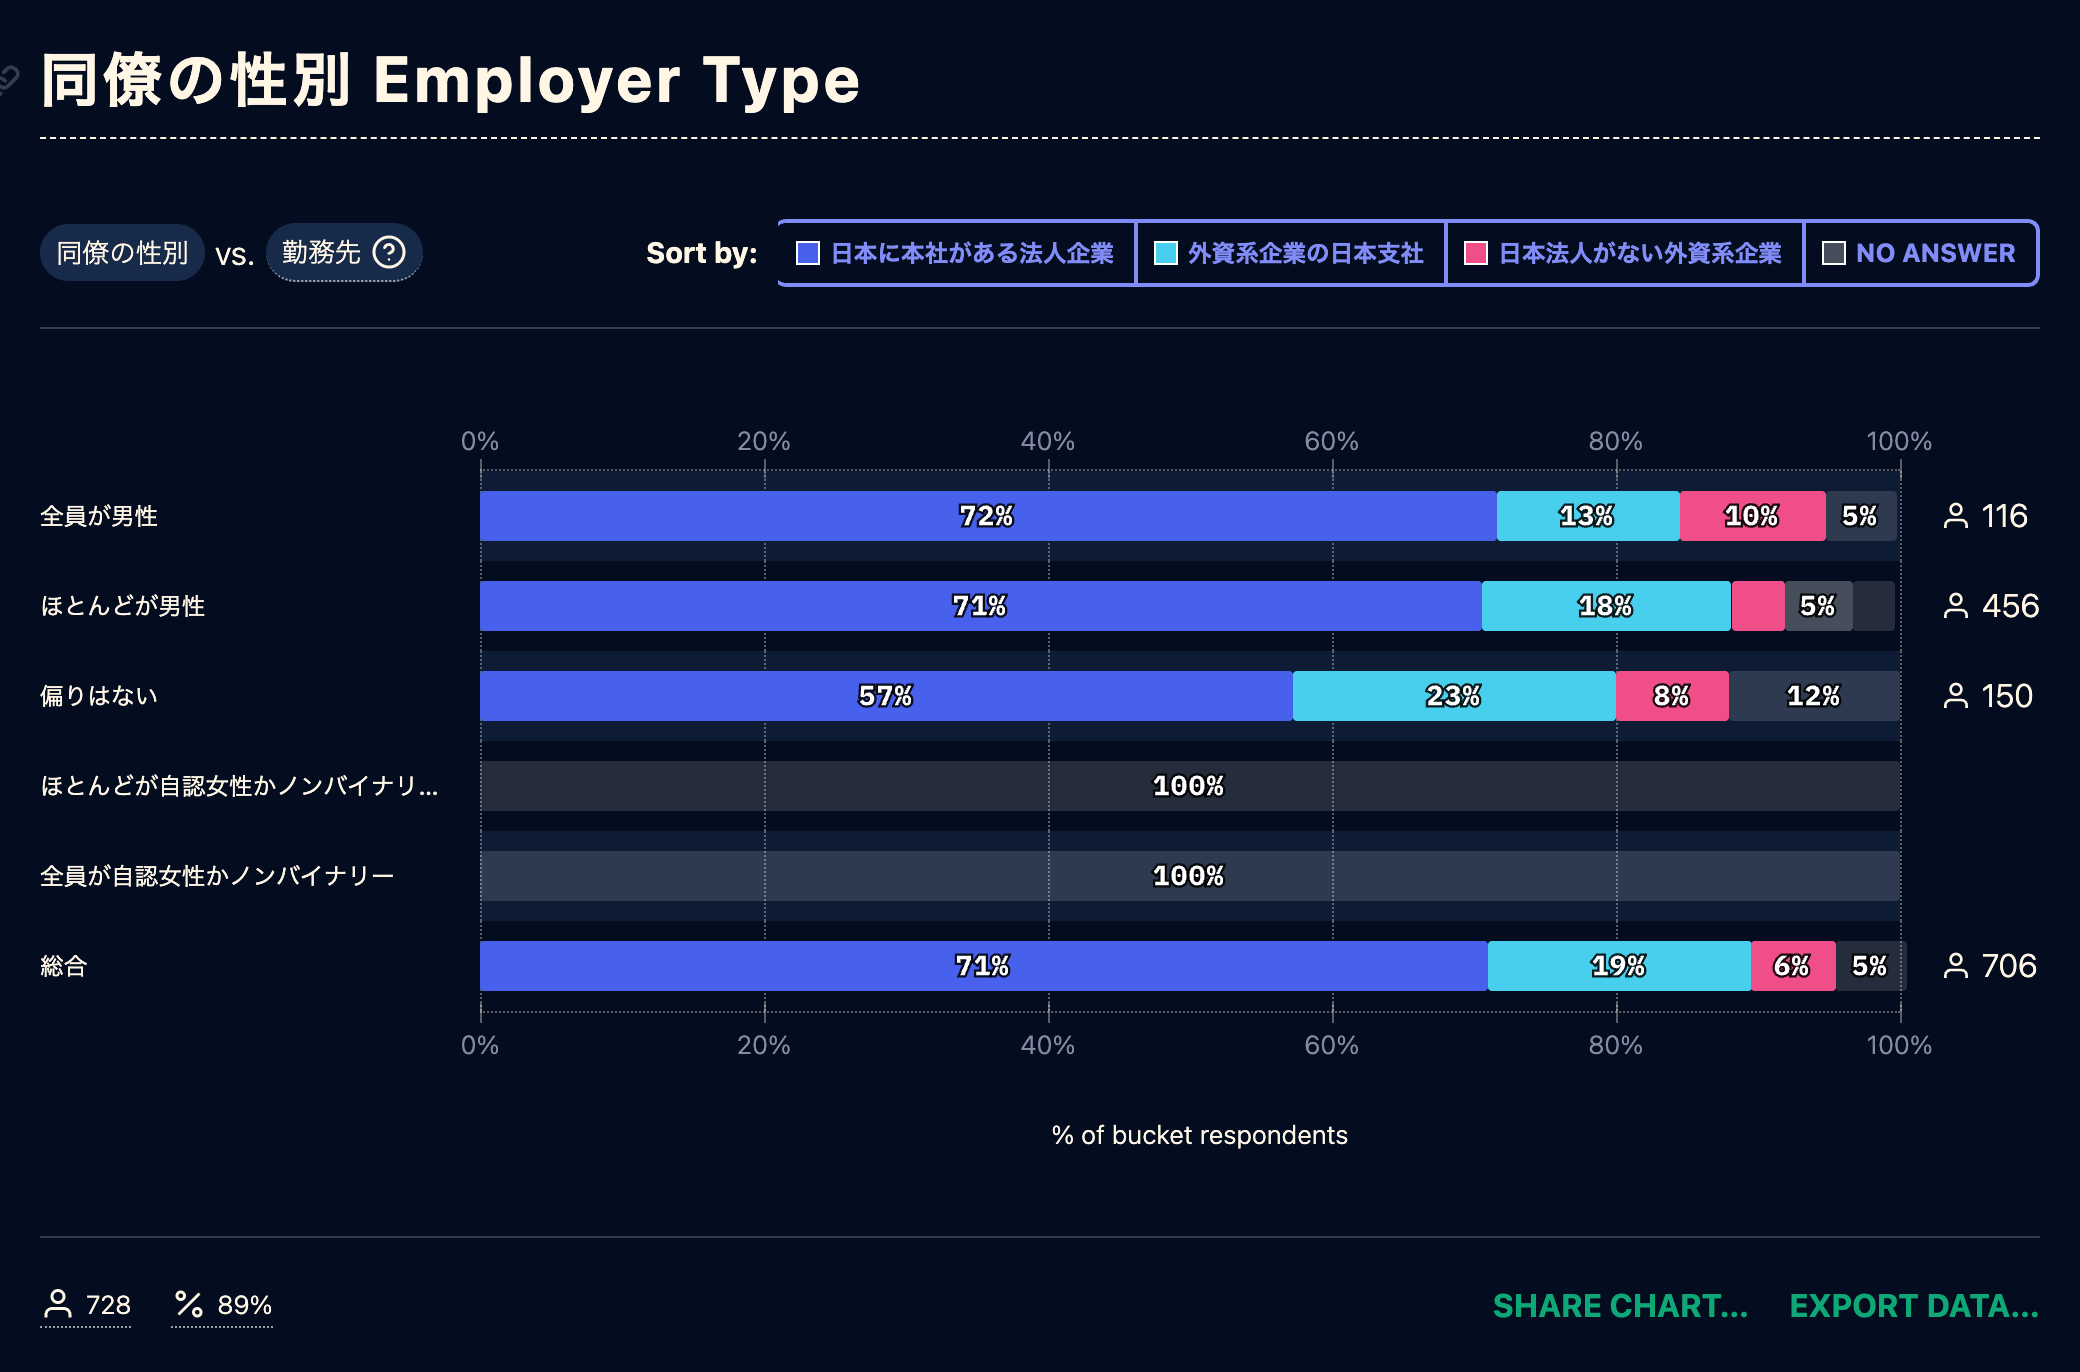 同僚の性別 Employer Type
同僚の性別 vs. 勤務先 ?
Sort by: 日本に本社がある法人企業 外資系企業の日本支社 日本法人がない外資系企業 NO ANSWER
0% 20% 40% 60% 80% 100%
全員が男性 72% 13% 10% 5% 116
ほとんどが男性 71% 18% 5% 456
偏りはない 57% 23% 8% 12% 150
ほとんどが自認女性かノンバイナリ... 100%
全員が自認女性かノンバイナリー 100%
総合 71% 19% 6% 5% 706
0% 20% 40% 60% 80% 100%
% of bucket respondents
728 89% SHARE CHART... EXPORT DATA...